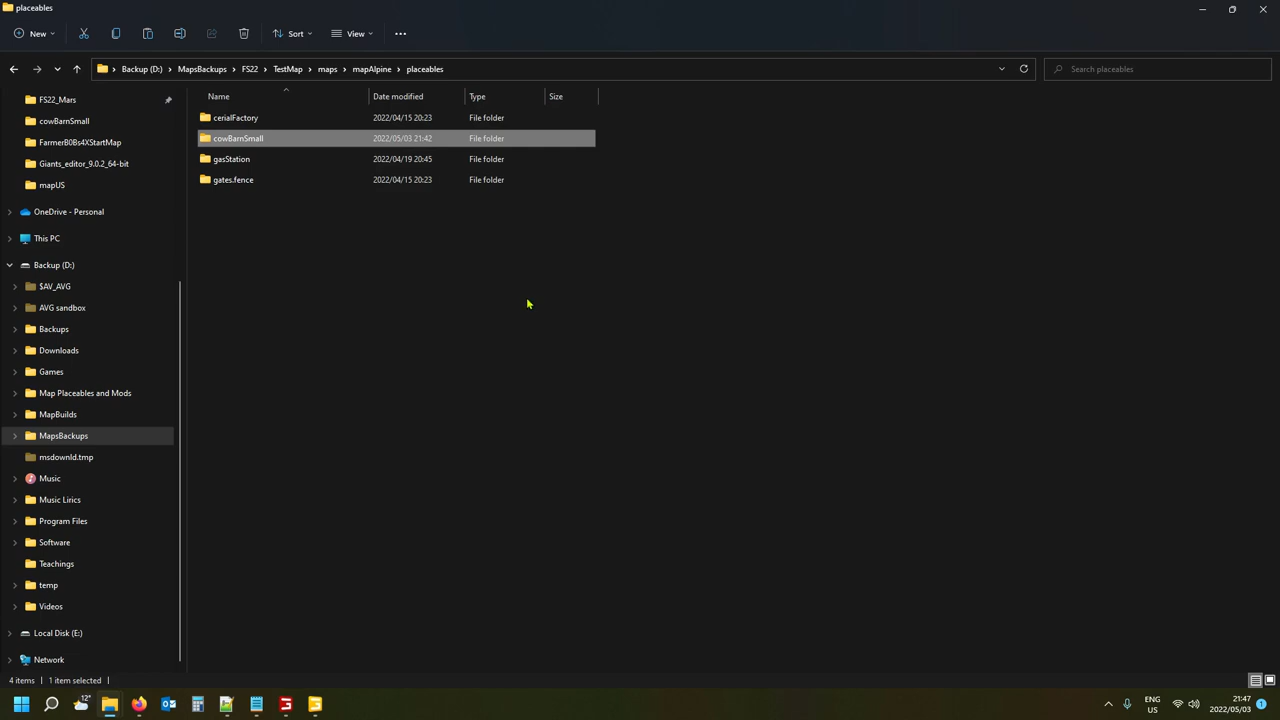 placeables
New
Sort
View
Backup (D:) › MapsBackups › FS22 › TestMap › maps › mapAlpine › placeables
Search placeables
Name Date modified Type Size
cerialFactory 2022/04/15 20:23 File folder
cowBarnSmall 2022/05/03 21:42 File folder
gasStation 2022/04/19 20:45 File folder
gates.fence 2022/04/15 20:23 File folder
FS22_Mars
cowBarnSmall
FarmerB0Bs4XStartMap
Giants_editor_9.0.2_64-bit
mapUS
OneDrive - Personal
This PC
Backup (D:)
$AV_AVG
AVG sandbox
Backups
Downloads
Games
Map Placeables and Mods
MapBuilds
MapsBackups
msdownld.tmp
Music
Music Lirics
Program Files
Software
Teachings
temp
Videos
Local Disk (E:)
Network
4 items 1 item selected
12°
ENG
US
21:47
2022/05/03
1